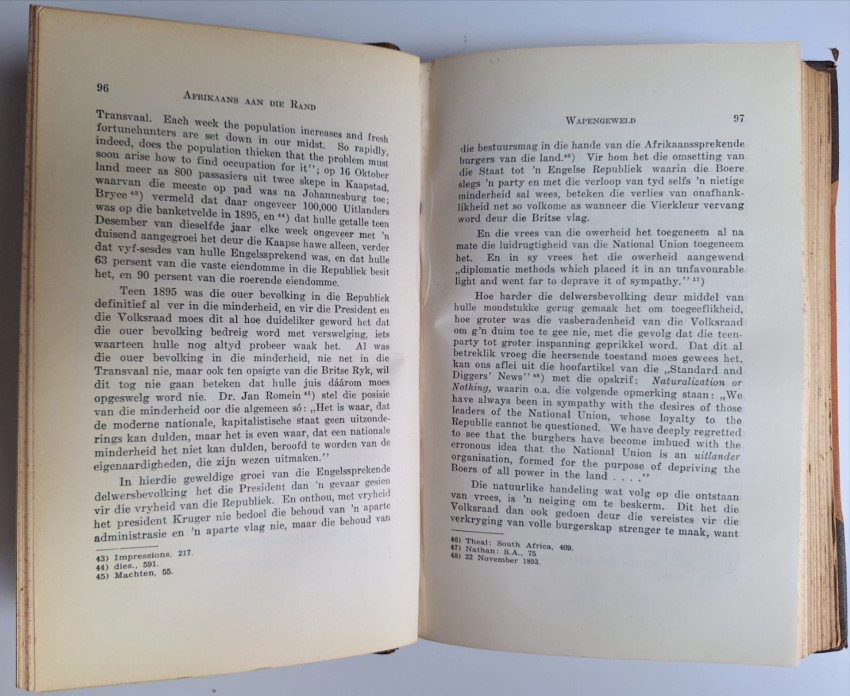 96
AFRIKAANS AAN DIE RAND
Transvaal. Each week the population increases and fresh
fortunehunters are set down in our midst. So rapidly,
indeed, does the population thicken that the problem must
soon arise how to find occupation for it"; op 16 Oktober
land meer as 800 passasiers uit twee skepe in Kaapstad,
waarvan die meeste op pad was na Johannesburg toe;
Bryce ⁴³) vermeld dat daar ongeveer 100,000 Uitlanders
was op die banketvelde in 1895, en ⁴⁴) dat hulle getalle teen
Desember van dieselfde jaar elke week ongeveer met 'n
duisend aangegroei het deur die Kaapse hawe alleen, verder
dat vyf-sesdes van hulle Engelssprekend was, en dat hulle
63 persent van die vaste eiendomme in die Republiek besit
het, en 90 persent van die roerende eiendomme.
Teen 1895 was die ouer bevolking in die Republiek
definitief al ver in die minderheid, en vir die President en
die Volksraad moes dit al hoe duideliker geword het dat
die ouer bevolking bedreig word met verswelging, iets
waarteen hulle nog altyd probeer waak het. Al was
die ouer bevolking in die minderheid, nie net in die
Transvaal nie, maar ook ten opsigte van die Britse Ryk, wil
dit tog nie gaan beteken dat hulle juis dáárom moes
opgeswelg word nie. Dr. Jan Romein ⁴⁵) stel die posisie
van die minderheid oor die algemeen só: „Het is waar, dat
de moderne nationale, kapitalistische staat geen uitzonde-
rings kan dulden, maar het is even waar, dat een nationale
minderheid het niet kan dulden, beroofd te worden van de
eigenaardigheden, die zijn wezen uitmaken."
In hierdie geweldige groei van die Engelssprekende
delwersbevolking het die President dan 'n gevaar gesien
vir die vryheid van die Republiek. En onthou, met vryheid
het president Kruger nie bedoel die behoud van 'n aparte
administrasie en 'n aparte vlag nie, maar die behoud van
43) Impressions, 217.
44) dies., 591.
45) Machten, 55.
WAPENGEWELD
97
die bestuursmag in die hande van die Afrikaanssprekende
burgers van die land.⁴⁶) Vir hom het die omsetting van
die Staat tot 'n Engelse Republiek waarin die Boere
slegs 'n party en met die verloop van tyd selfs 'n nietige
minderheid sal wees, beteken die verlies van onafhank-
likheid net so volkome as wanneer die Vierkleur vervang
word deur die Britse vlag.
En die vrees van die owerheid het toegeneem al na
mate die luidrugtigheid van die National Union toegeneem
het. En in sy vrees het die owerheid aangewend
„diplomatic methods which placed it in an unfavourable
light and went far to deprave it of sympathy." ⁴⁷)
Hoe harder die delwersbevolking deur middel van
hulle mondstukke gerug gemaak het om toegeeflikheid,
hoe groter was die vasberadenheid van die Volksraad
om g'n duim toe te gee nie, met die gevolg dat die teen-
party tot groter inspanning geprikkel word. Dat dit al
betreklik vroeg die heersende toestand moes gewees het,
kan ons aflei uit die hoofartikel van die „Standard and
Diggers' News" ⁴⁸) met die opskrif: Naturalization or
Nothing, waarin o.a. die volgende opmerking staan: „We
have always been in sympathy with the desires of those
leaders of the National Union, whose loyalty to the
Republic cannot be questioned. We have deeply regretted
to see that the burghers have become imbued with the
erronous idea that the National Union is an uitlander
organisation, formed for the purpose of depriving the
Boers of all power in the land . . . ."
Die natuurlike handeling wat volg op die ontstaan
van vrees, is 'n neiging om te beskerm. Dit het die
Volksraad dan ook gedoen deur die vereistes vir die
verkryging van volle burgerskap strenger te maak, want
46) Theal: South Africa, 409.
47) Nathan: S.A., 75
48) 22 November 1893.